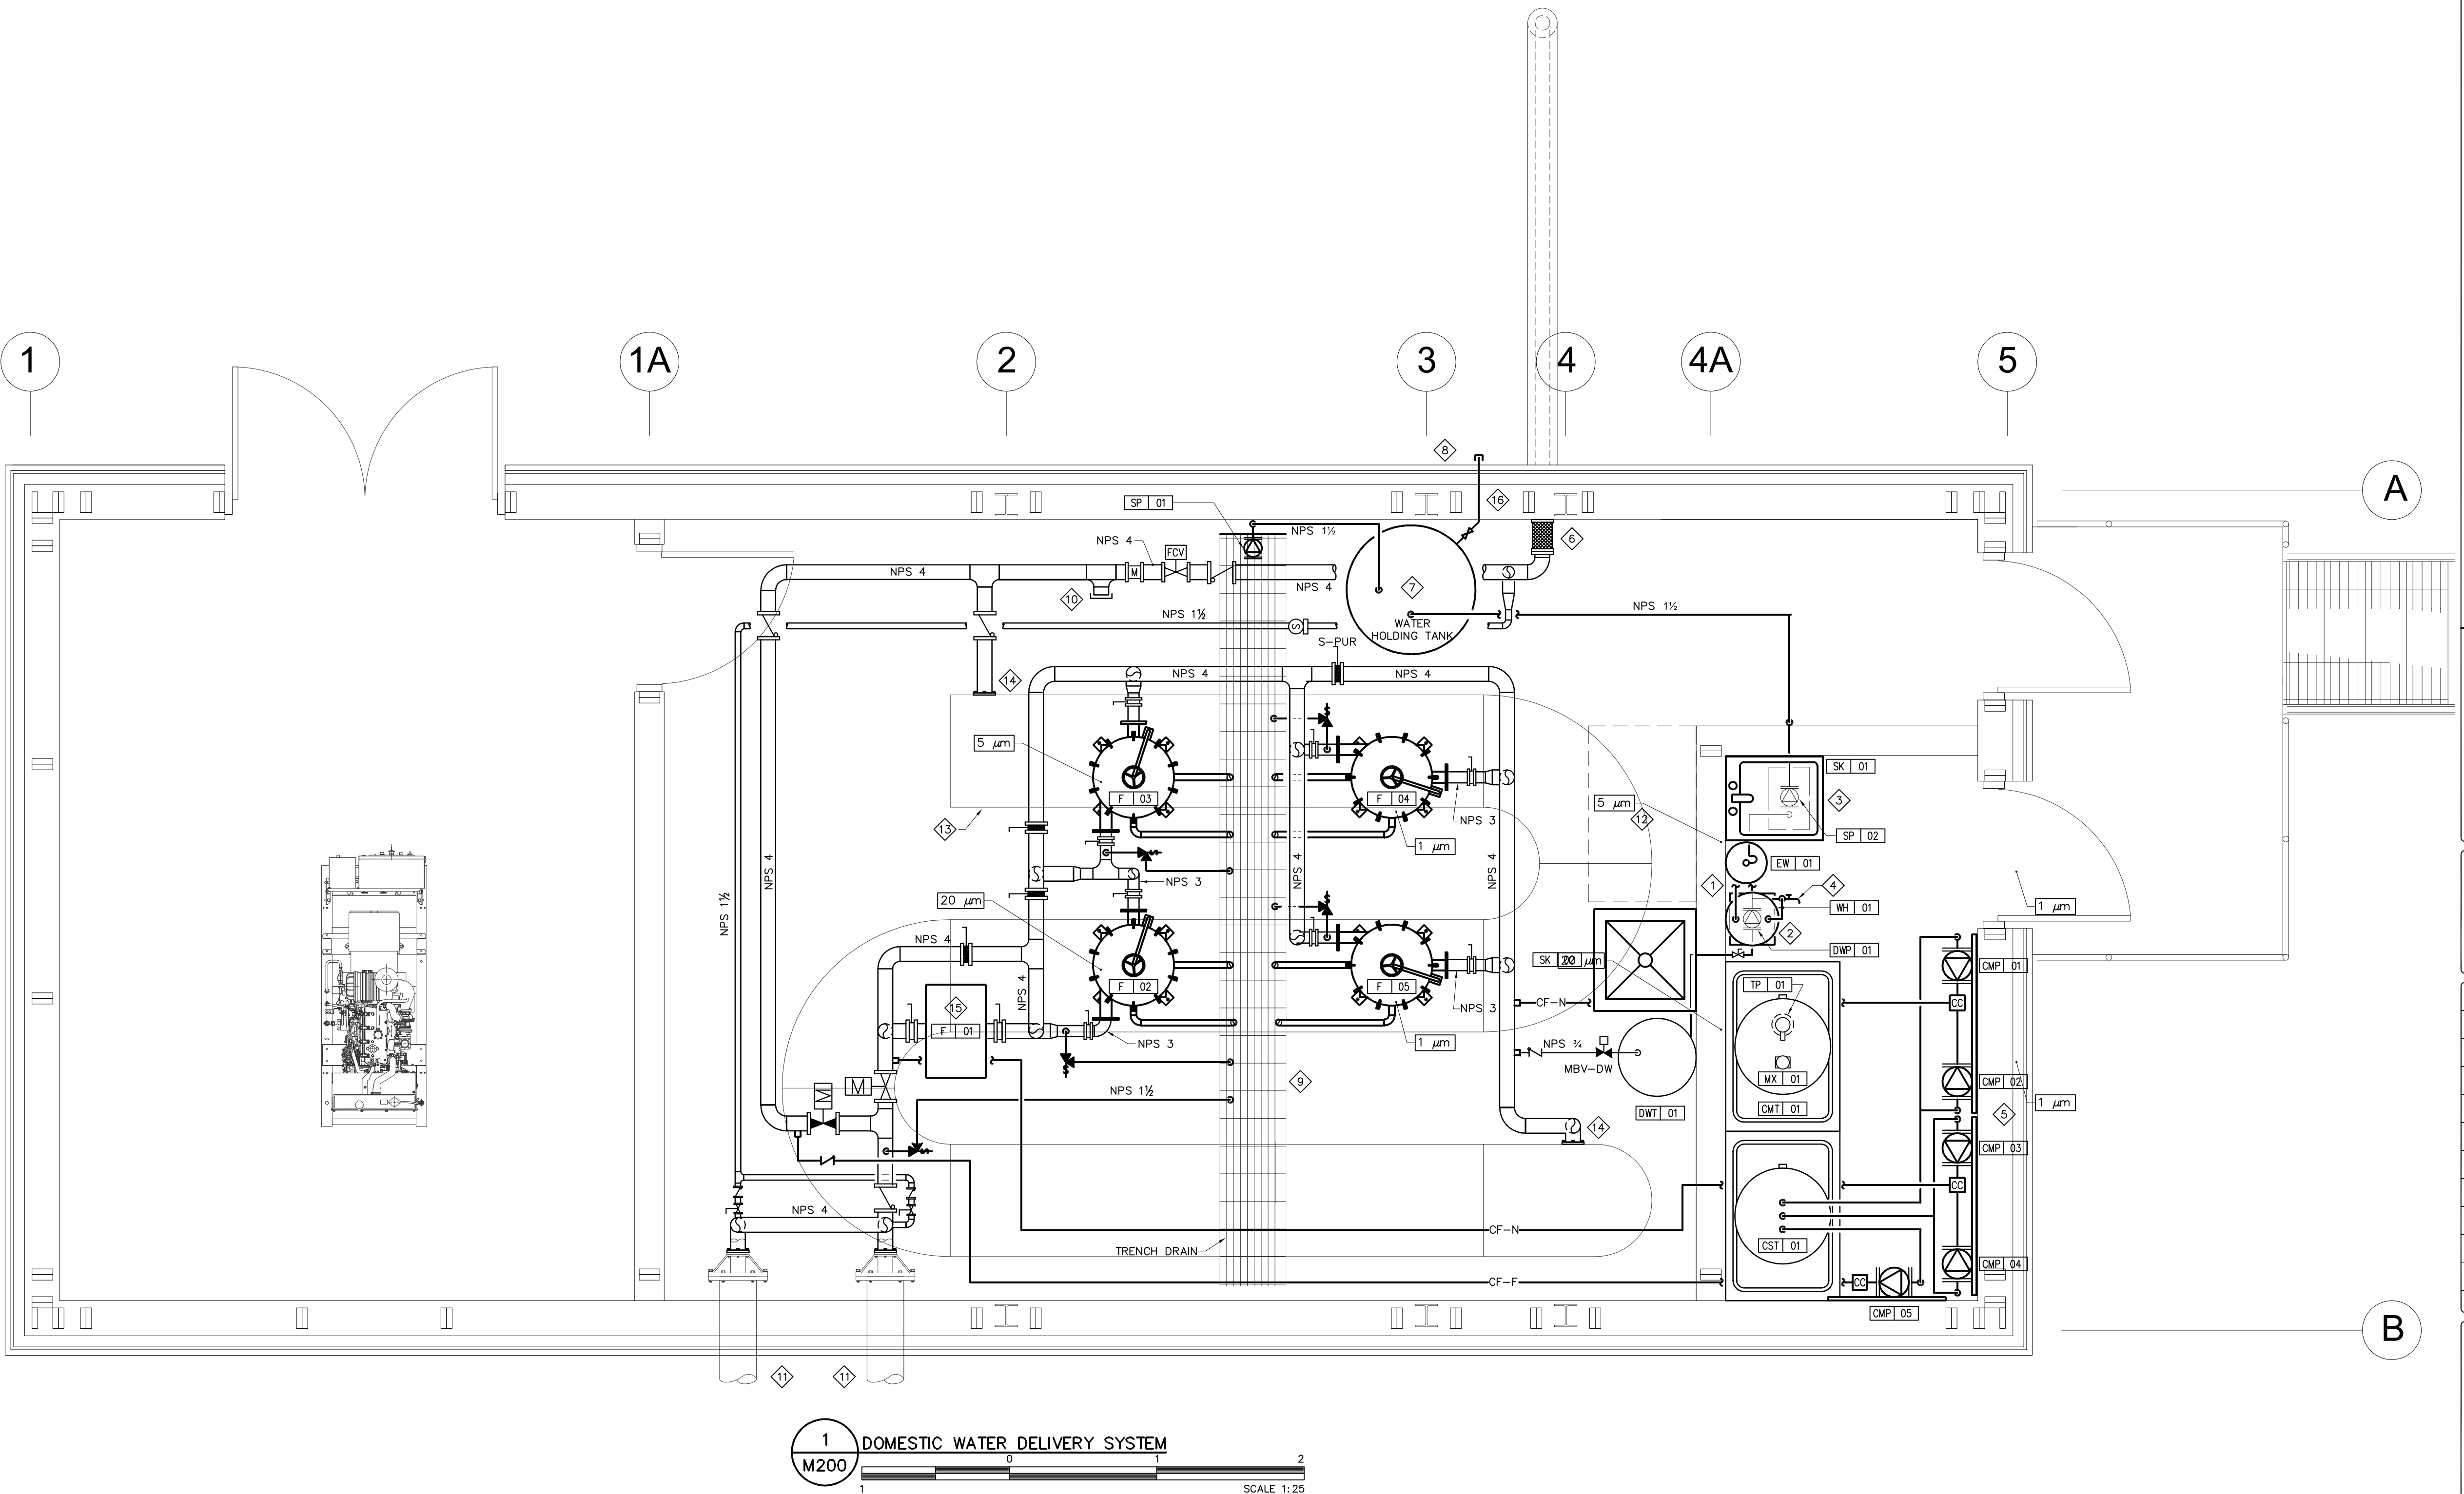 1
1A
2
3
4
4A
5
8
A
SP 01
16
NPS 1½
NPS 4
FCV
6
NPS 4
M
NPS 4
7
10
NPS 1½
NPS 1½
S
WATER
HOLDING TANK
S-PUR
14
NPS 4
NPS 4
5 μm
SK 01
F 03
F 04
3
5 μm
13
NPS 3
12
SP 02
1 μm
NPS 4
NPS 4
NPS 4
EW 01
NPS 3
1
4
20 μm
WH 01
1 μm
NPS 1½
2
NPS 4
DWP 01
SK 02
20 μm
CMP 01
F 02
F 05
TP 01
NPS 4
15
CF-N
CC
NPS 3
F 01
NPS 3
1 μm
NPS ¾
MBV-DW
MX 01
CMP 02
1 μm
M
M
9
NPS 1½
DWT 01
CMT 01
5
14
CMP 03
CC
NPS 4
CF-N
TRENCH DRAIN
CST 01
CMP 04
CF-F
CC
CMP 05
B
11
11
1
M200
DOMESTIC WATER DELIVERY SYSTEM
0
1
2
1
SCALE 1:25